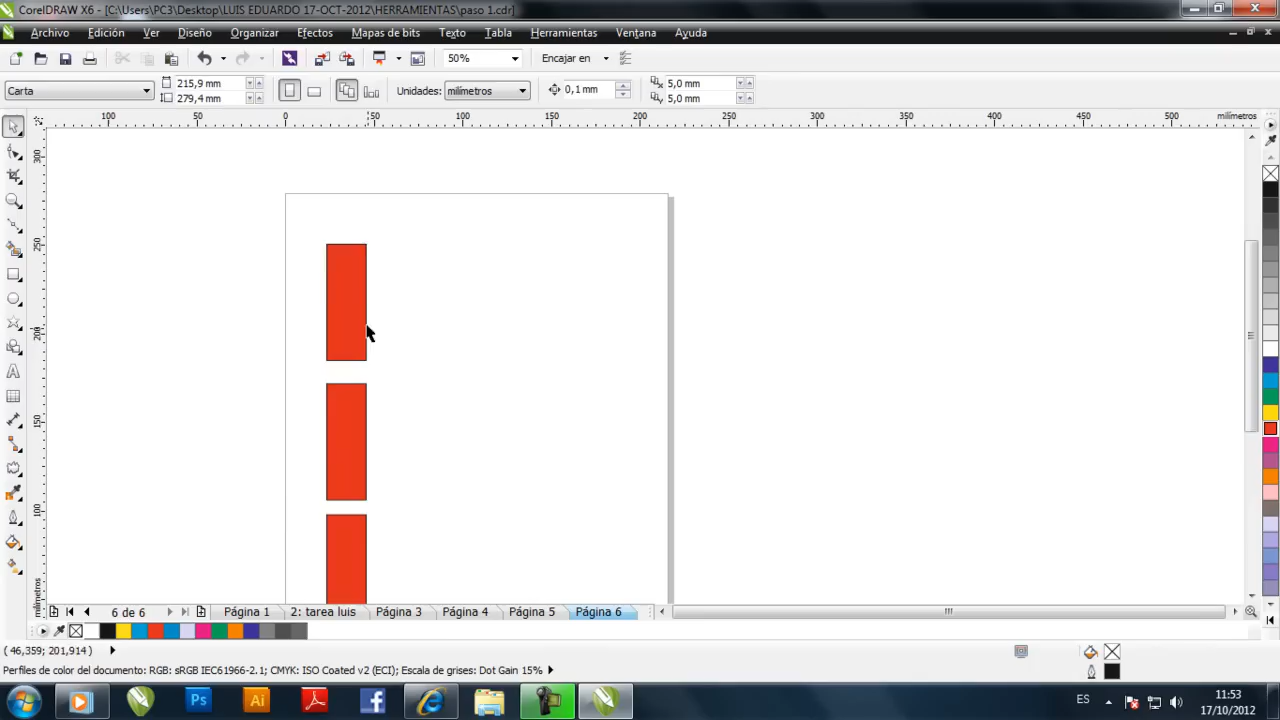 CorelDRAW X6 - [C:\Users\PC3\Desktop\LUIS EDUARDO 17-OCT-2012\HERRAMIENTAS\paso 1.cdr]
Archivo Edición Ver Diseño Organizar Efectos Mapas de bits Texto Tabla Herramientas Ventana Ayuda
50% Encajar en
Carta 215,9 mm 279,4 mm Unidades: milímetros 0,1 mm 5,0 mm 5,0 mm
100 50 0 50 100 150 200 250 300 350 400 450 500 milímetros
300
250
200
150
100
milímetros
6 de 6 Página 1 2: tarea luis Página 3 Página 4 Página 5 Página 6
( 46,359; 201,914 )
Perfiles de color del documento: RGB: sRGB IEC61966-2.1; CMYK: ISO Coated v2 (ECI); Escala de grises: Dot Gain 15%
Ps Ai f ES 11:53
17/10/2012